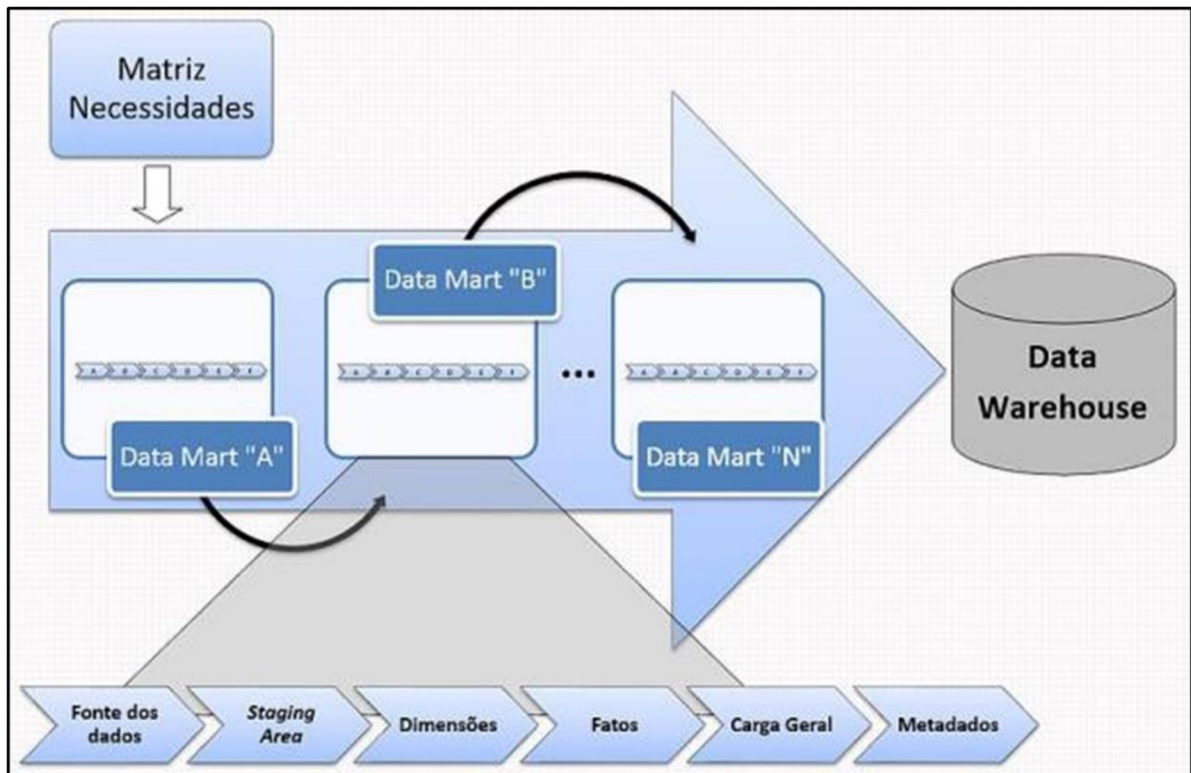 Matriz
Necessidades
Data Mart "A"
Data Mart "B"
...
Data Mart "N"
A B C D E F
B C D E F
A B C D E F
Data
Warehouse
Fonte dos
dados
Staging
Area
Dimensões
Fatos
Carga Geral
Metadados